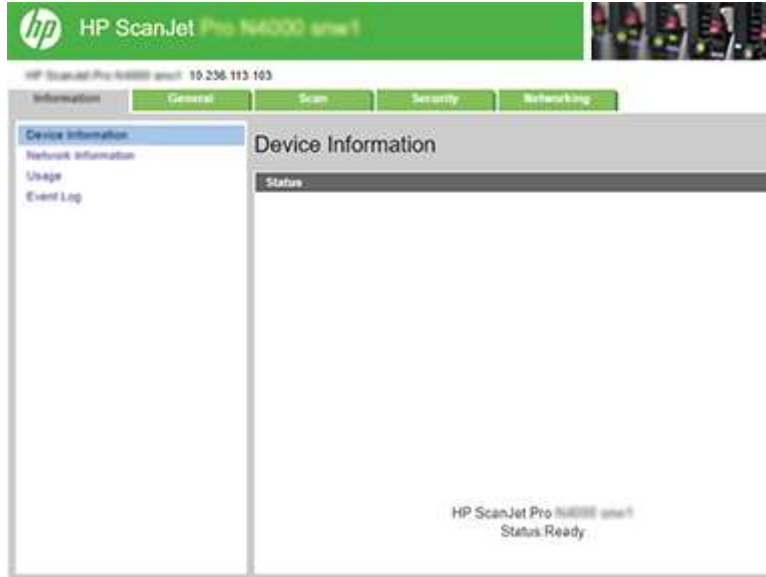 hp HP ScanJet
10.236.113.103
Information General Scan Security Networking
Device Information
Network Information
Usage
Event Log
Device Information
Status
HP ScanJet Pro
Status:Ready